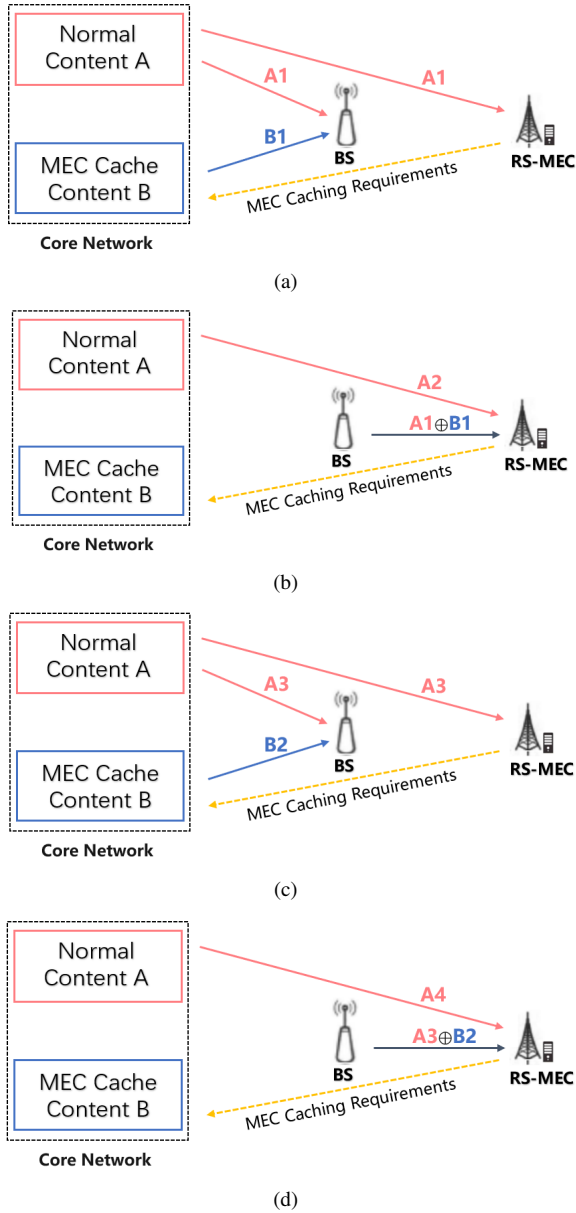 Normal
Content A
A1
A1
B1
BS
RS-MEC
MEC Cache
Content B
MEC Caching Requirements
Core Network
(a)
Normal
Content A
A2
A1⊕B1
BS
RS-MEC
MEC Cache
Content B
MEC Caching Requirements
Core Network
(b)
Normal
Content A
A3
A3
B2
BS
RS-MEC
MEC Cache
Content B
MEC Caching Requirements
Core Network
(c)
Normal
Content A
A4
A3⊕B2
BS
RS-MEC
MEC Cache
Content B
MEC Caching Requirements
Core Network
(d)